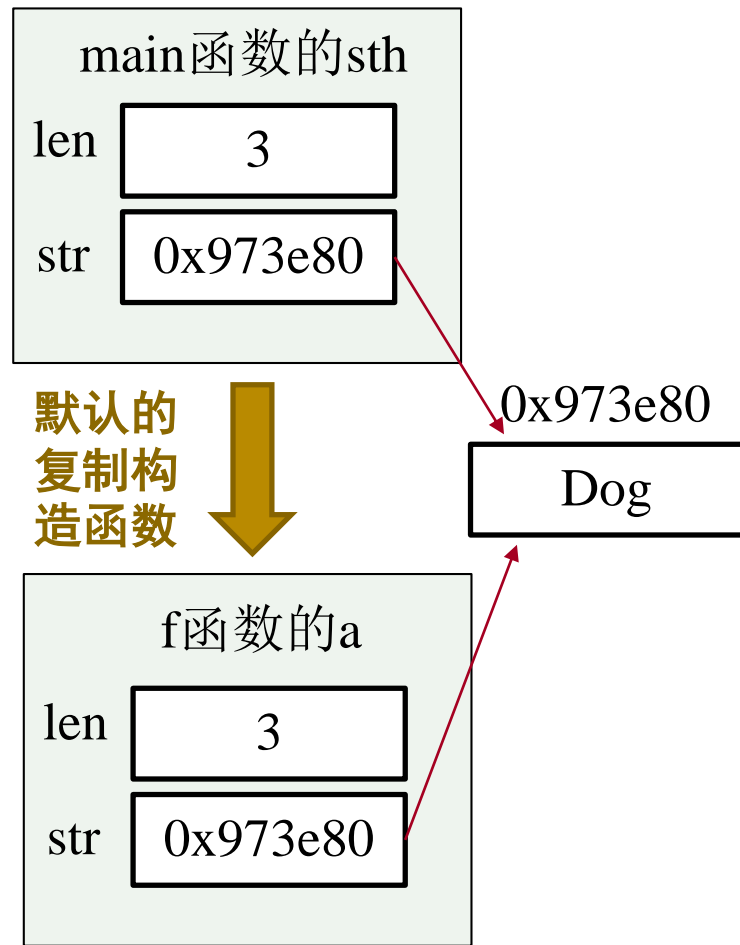 main函数的sth
len
3
str
0x973e80
默认的
复制构
造函数
0x973e80
Dog
f函数的a
len
3
str
0x973e80